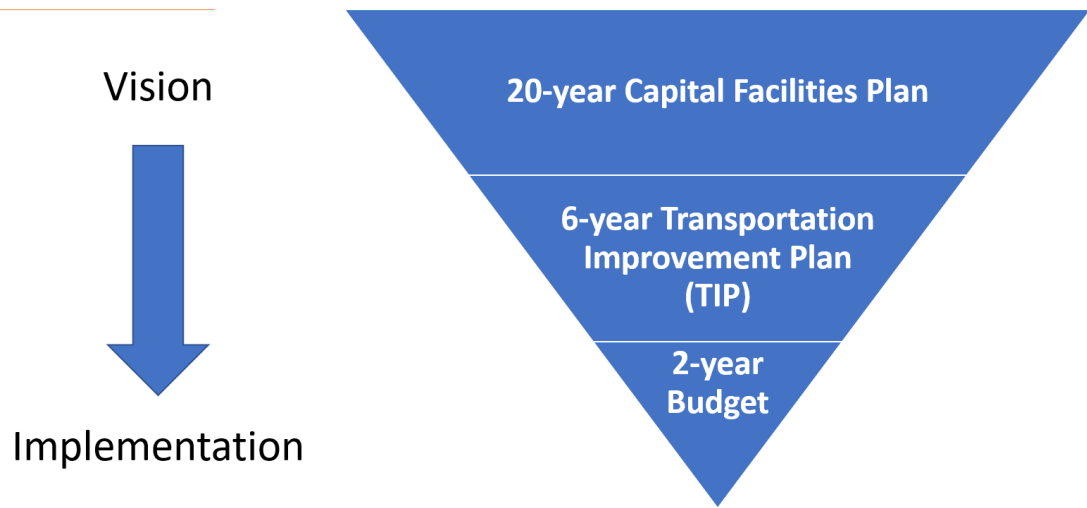 Vision
Implementation
20-year Capital Facilities Plan
6-year Transportation
Improvement Plan
(TIP)
2-year
Budget